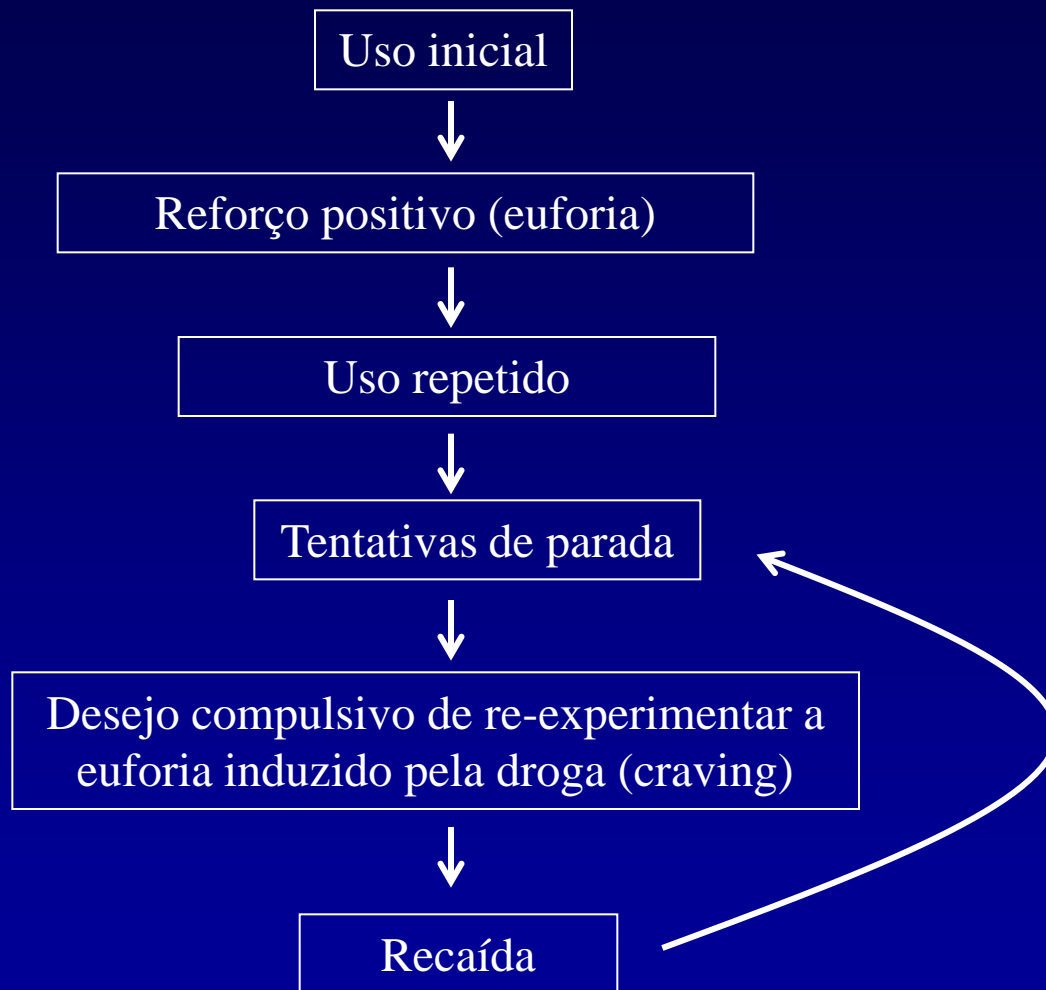 Uso inicial
Reforço positivo (euforia)
Uso repetido
Tentativas de parada
Desejo compulsivo de re-experimentar a
euforia induzido pela droga (craving)
Recaída